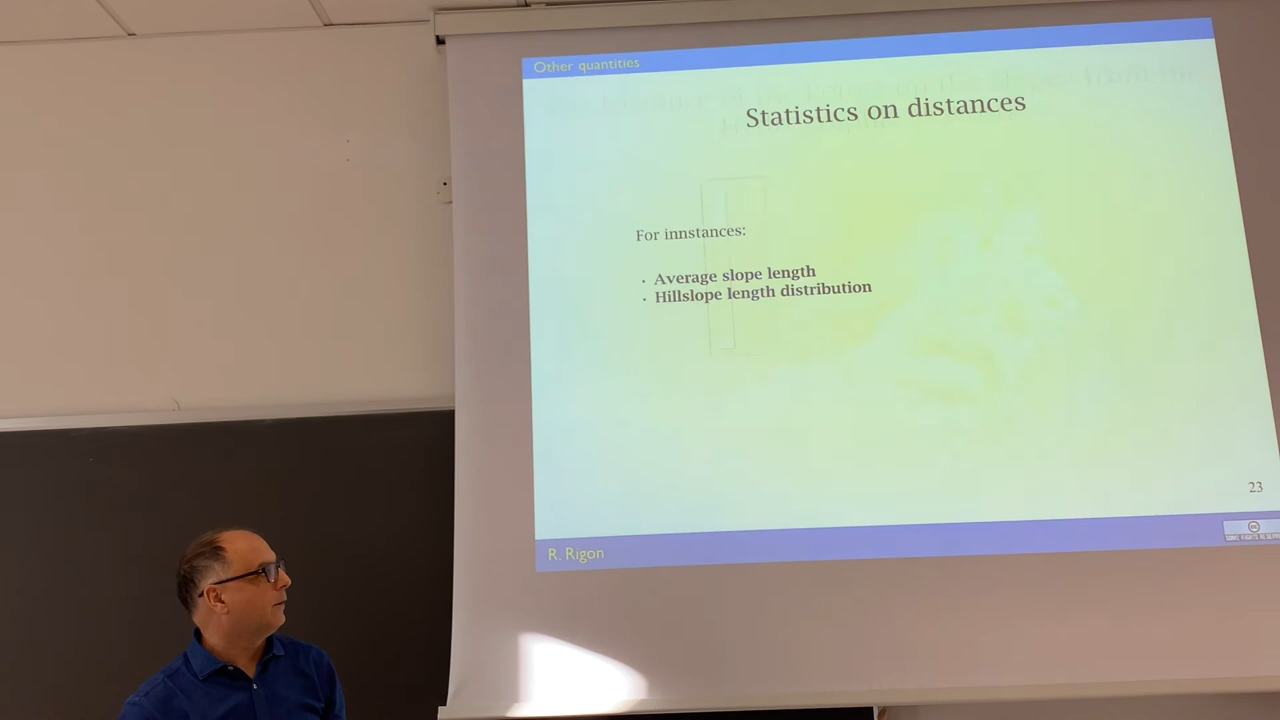 Other quantities
Statistics on distances
For innstances:
· Average slope length
· Hillslope length distribution
23
R. Rigon